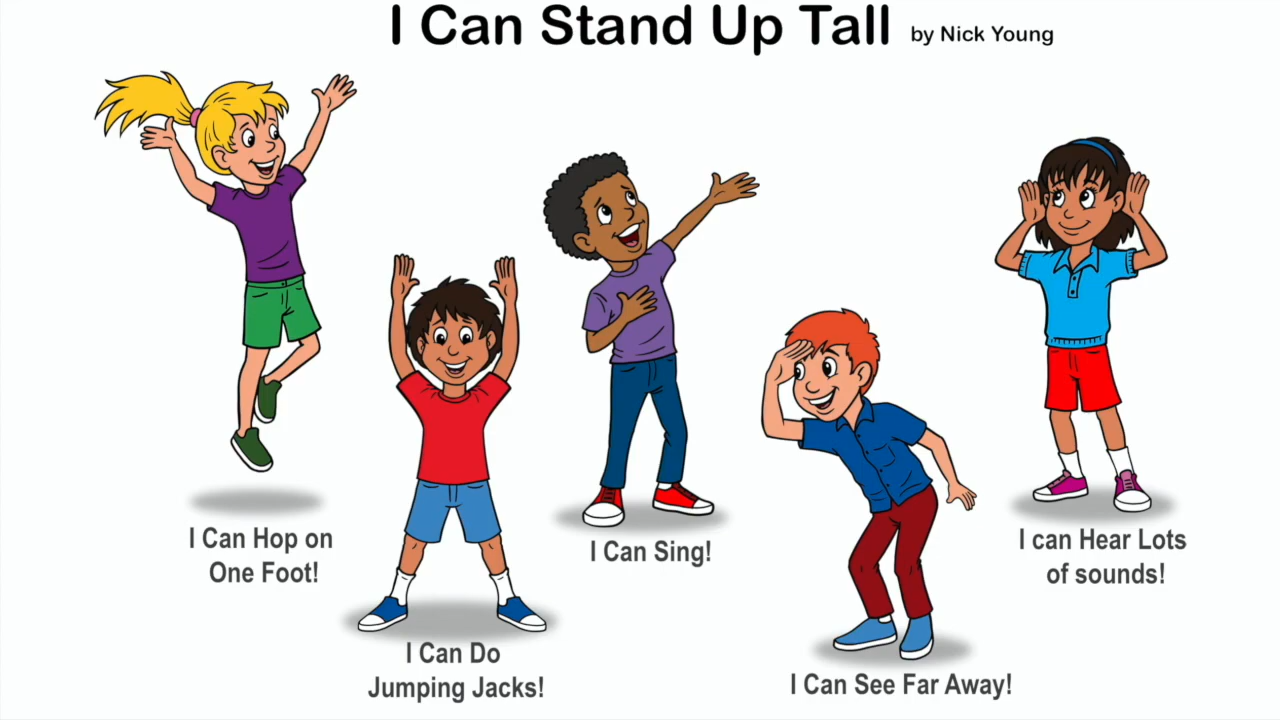 I Can Stand Up Tall by Nick Young
I Can Hop on
One Foot!
I Can Do
Jumping Jacks!
I Can Sing!
I Can See Far Away!
I can Hear Lots
of sounds!